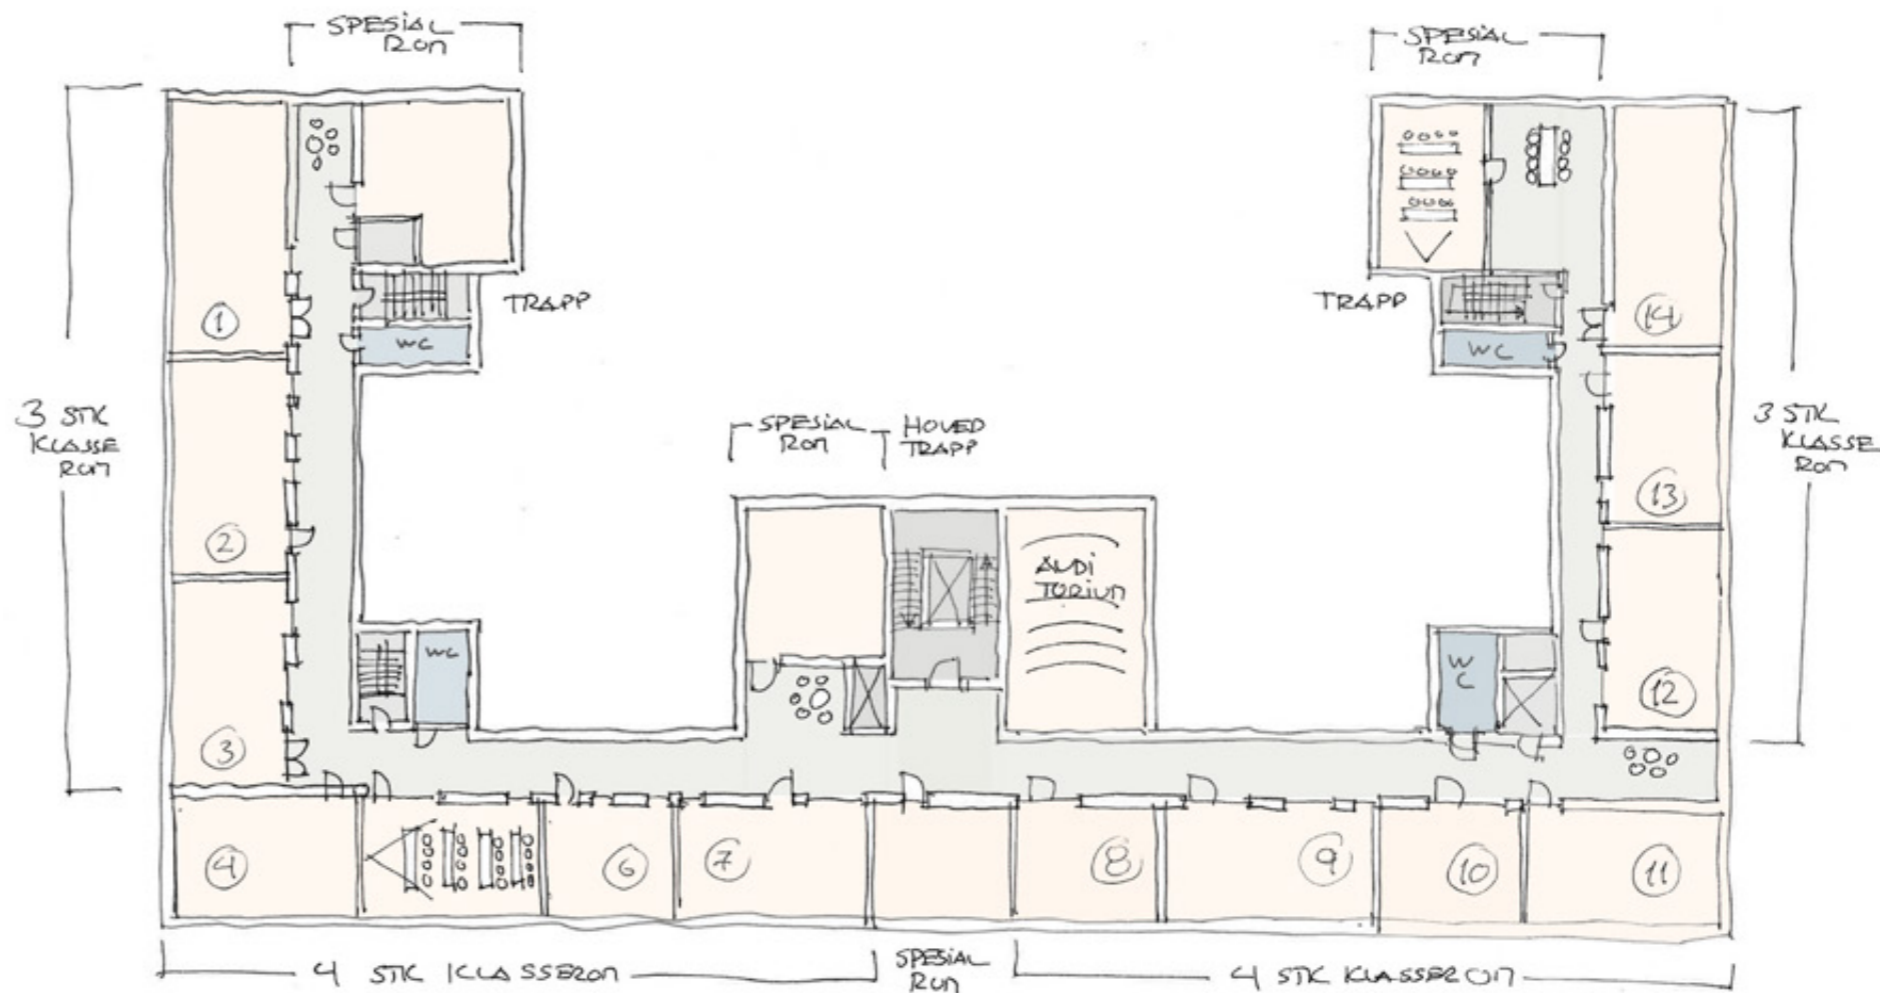 SPESIAL
ROM
SPESIAL
ROM
1
TRAPP
WC
TRAPP
WC
14
3 STK
KLASSE
ROM
2
SPESIAL
ROM
HOVED
TRAPP
13
3 STK
KLASSE
ROM
AUDI
TORIUM
WC
W
C
12
3
4
6
7
8
9
10
11
4 STK KLASSEROM
SPESIAL
ROM
4 STK KLASSEROM